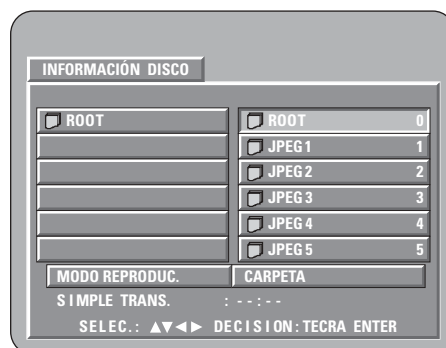 INFORMACIÓN DISCO
ROOT ROOT 0
JPEG 1 1
JPEG 2 2
JPEG 3 3
JPEG 4 4
JPEG 5 5
MODO REPRODUC. CARPETA
SIMPLE TRANS. : --:--
SELEC.: ▲▼◄► DECISION: TECRA ENTER